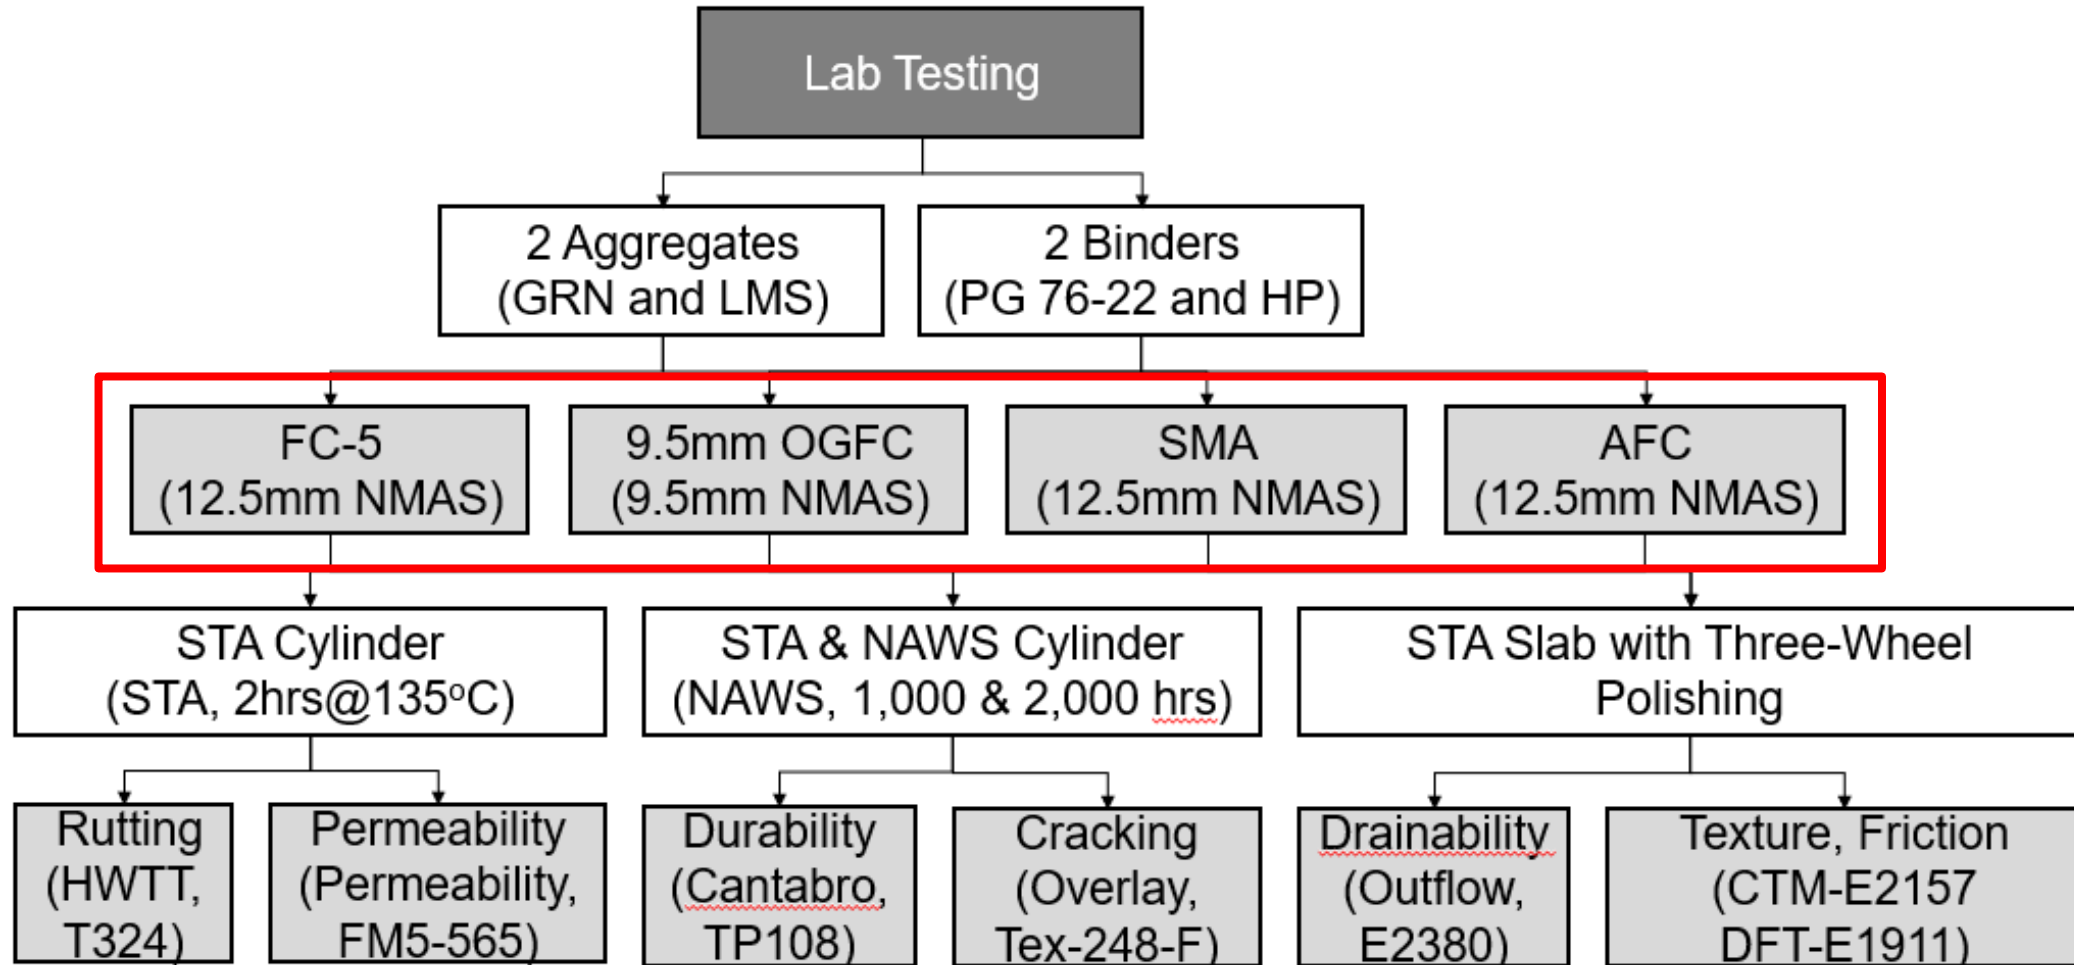 Lab Testing
2 Aggregates
(GRN and LMS)
2 Binders
(PG 76-22 and HP)
FC-5
(12.5mm NMAS)
9.5mm OGFC
(9.5mm NMAS)
SMA
(12.5mm NMAS)
AFC
(12.5mm NMAS)
STA Cylinder
(STA, 2hrs@135ºC)
STA & NAWS Cylinder
(NAWS, 1,000 & 2,000 hrs)
STA Slab with Three-Wheel
Polishing
Rutting
(HWTT,
T324)
Permeability
(Permeability,
FM5-565)
Durability
(Cantabro,
TP108)
Cracking
(Overlay,
Tex-248-F)
Drainability
(Outflow,
E2380)
Texture, Friction
(CTM-E2157
DFT-E1911)